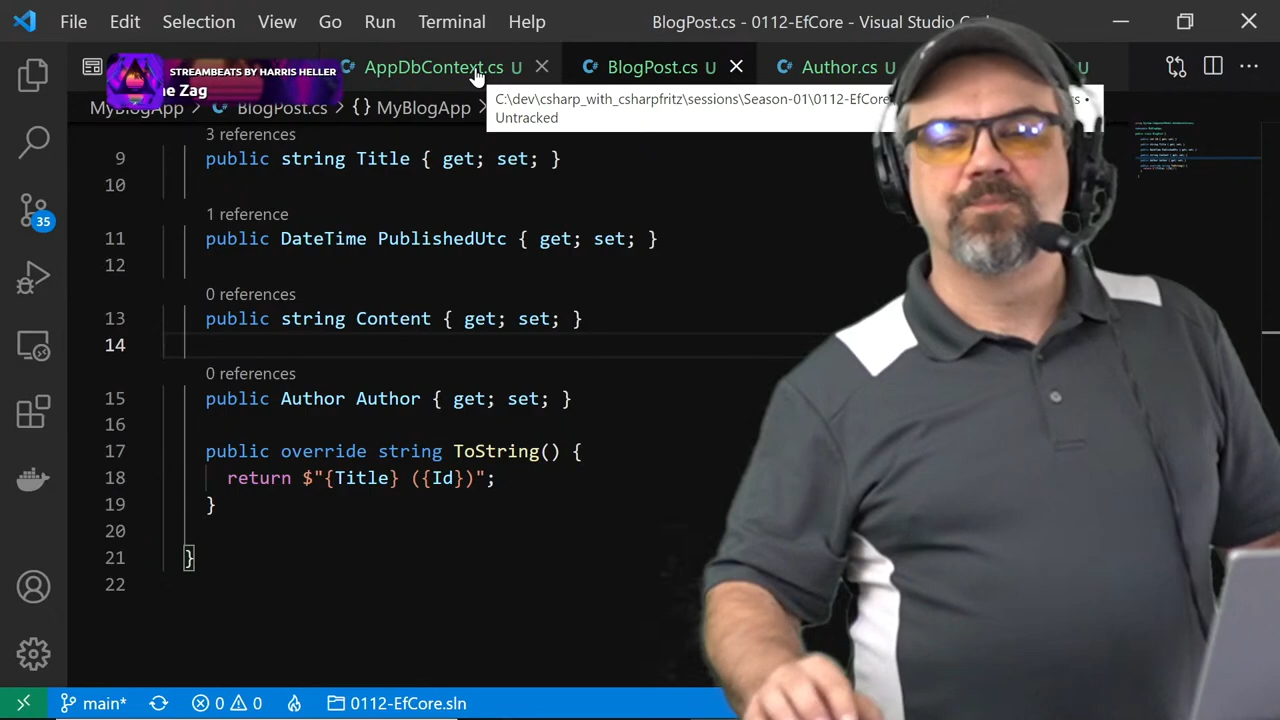 File Edit Selection View Go Run Terminal Help BlogPost.cs - 0112-EfCore - Visual Studio
AppDbContext.cs U BlogPost.cs U Author.cs U U
STREAMBEATS BY HARRIS HELLER
Zag
MyBlogApp BlogPost.cs {} MyBlogApp
C:\dev\csharp_with_csharpfritz\sessions\Season-01\0112-EfCore
Untracked
3 references
9 public string Title { get; set; }
10
1 reference
11 public DateTime PublishedUtc { get; set; }
12
0 references
13 public string Content { get; set; }
14
0 references
15 public Author Author { get; set; }
16
17 public override string ToString() {
18 return $"{Title} ({Id})";
19 }
20
21 }
22
35
main* 0 0 0112-EfCore.sln